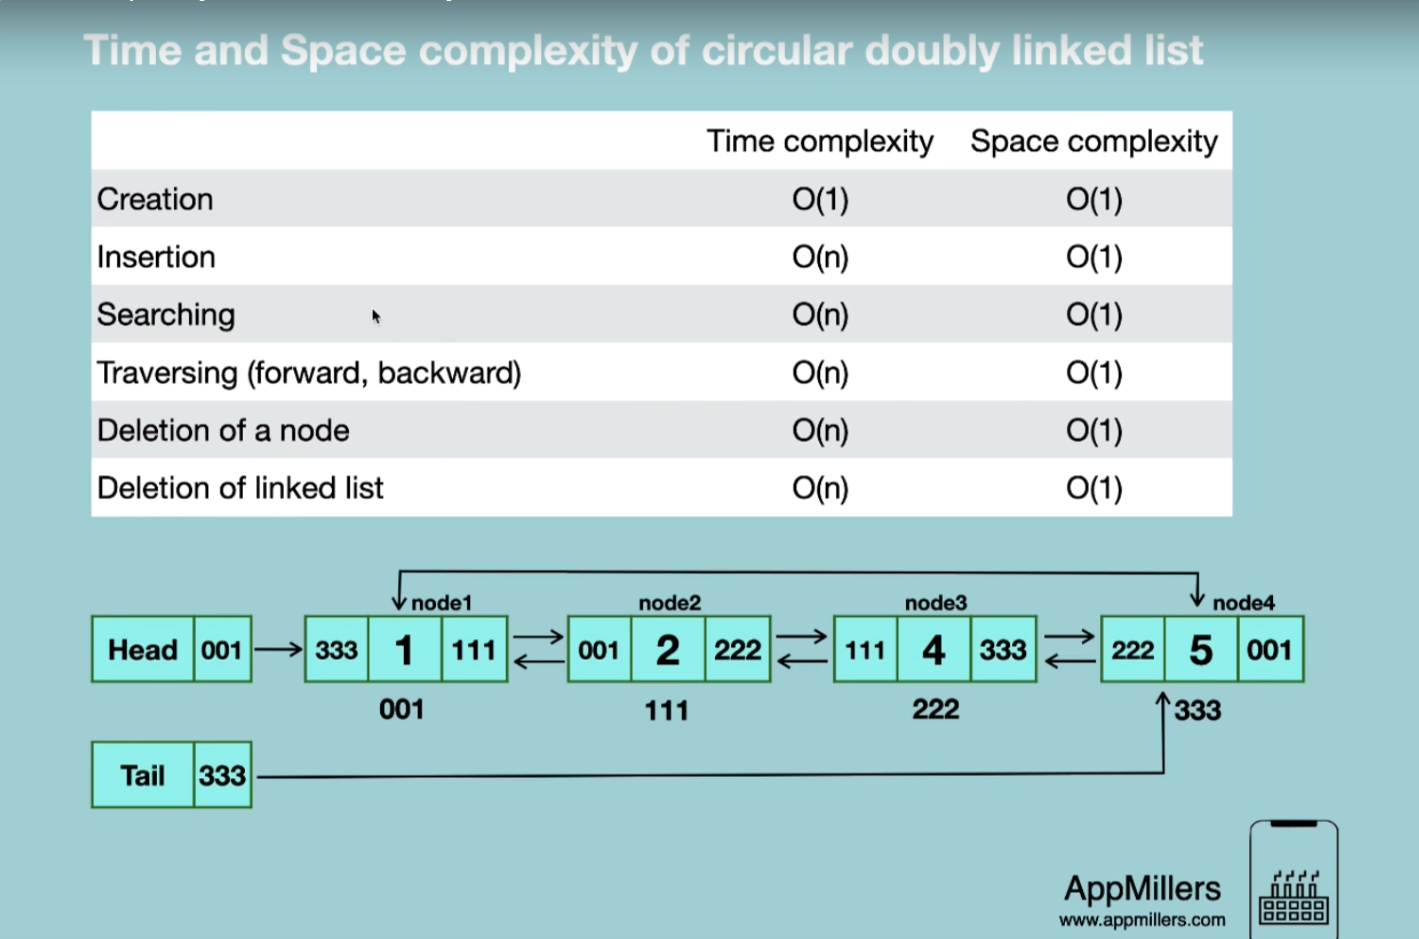 Time and Space complexity of circular doubly linked list
Time complexity Space complexity
Creation O(1) O(1)
Insertion O(n) O(1)
Searching O(n) O(1)
Traversing (forward, backward) O(n) O(1)
Deletion of a node O(n) O(1)
Deletion of linked list O(n) O(1)
node1 node2 node3 node4
Head 001 333 1 111 001 2 222 111 4 333 222 5 001
001 111 222 333
Tail 333
AppMillers
www.appmillers.com